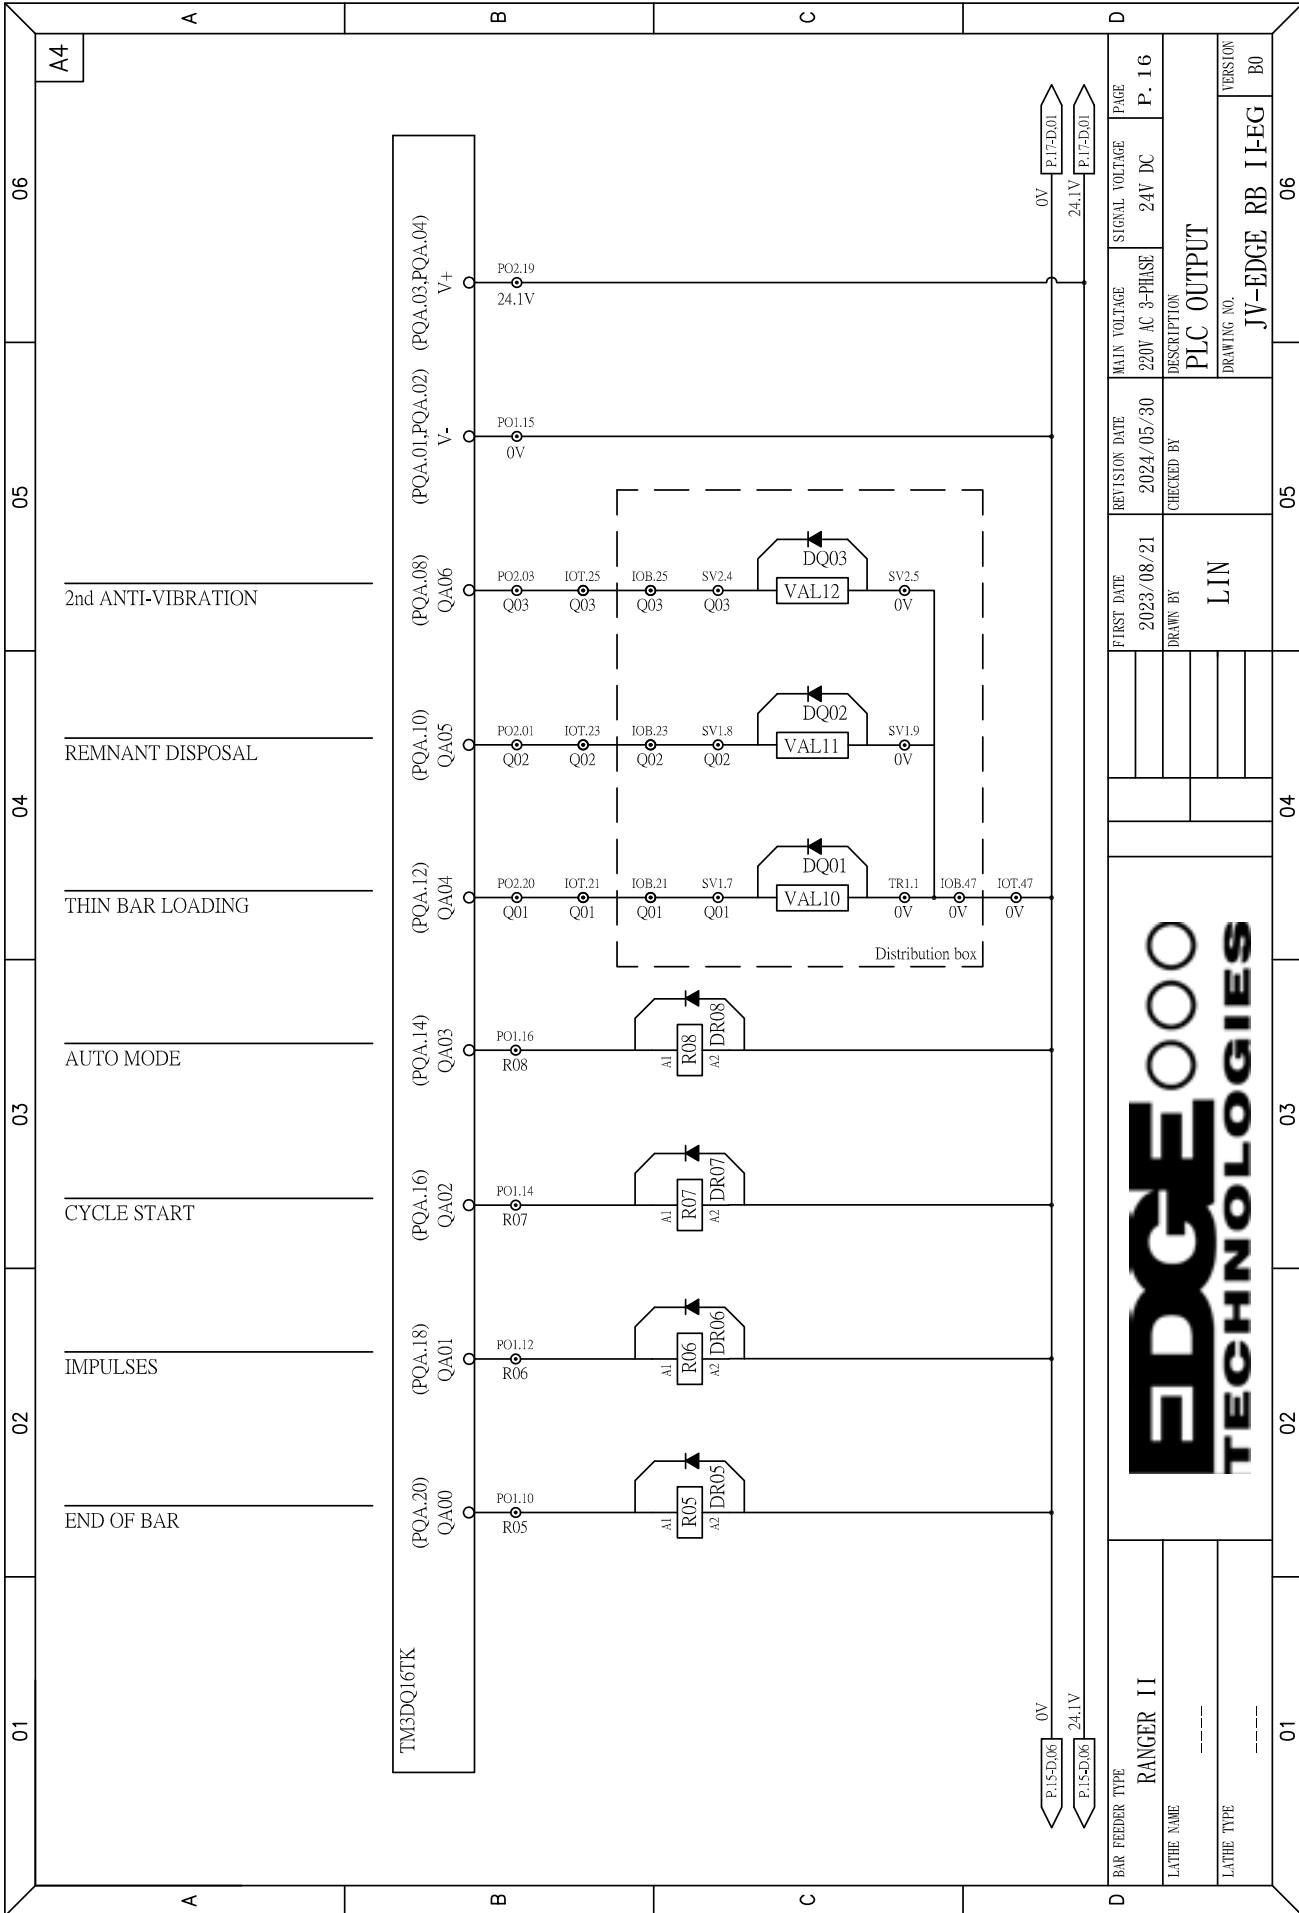 A4
01
02
03
04
05
06
A
B
C
D
END OF BAR
IMPULSES
CYCLE START
AUTO MODE
THIN BAR LOADING
REMNANT DISPOSAL
2nd ANTI-VIBRATION
TM3DQ16TK
(PQA.20)
QA00
(PQA.18)
QA01
(PQA.16)
QA02
(PQA.14)
QA03
(PQA.12)
QA04
(PQA.10)
QA05
(PQA.08)
QA06
(PQA.01,PQA.02)
V-
(PQA.03,PQA.04)
V+
PO1.10
R05
PO1.12
R06
PO1.14
R07
PO1.16
R08
PO2.20
Q01
PO2.01
Q02
PO2.03
Q03
PO1.15
0V
PO2.19
24.1V
IOT.21
Q01
IOT.23
Q02
IOT.25
Q03
IOB.21
Q01
IOB.23
Q02
IOB.25
Q03
SV1.7
Q01
SV1.8
Q02
SV2.4
Q03
A1
R05
A2
DR05
A1
R06
A2
DR06
A1
R07
A2
DR07
A1
R08
A2
DR08
VAL10
DQ01
VAL11
DQ02
VAL12
DQ03
TR1.1
0V
SV1.9
0V
SV2.5
0V
IOB.47
0V
IOT.47
0V
Distribution box
P.15-D,06
0V
0V
P.17-D,01
P.15-D,06
24.1V
24.1V
P.17-D,01
BAR FEEDER TYPE
RANGER II
LATHE NAME
----
LATHE TYPE
----
EDGE
TECHNOLOGIES
FIRST DATE
2023/08/21
REVISION DATE
2024/05/30
MAIN VOLTAGE
220V AC 3-PHASE
SIGNAL VOLTAGE
24V DC
PAGE
P. 16
DRAWN BY
LIN
CHECKED BY
DESCRIPTION
PLC OUTPUT
DRAWING NO.
JV-EDGE RB II-EG
VERSION
B0
01
02
03
04
05
06
A
B
C
D